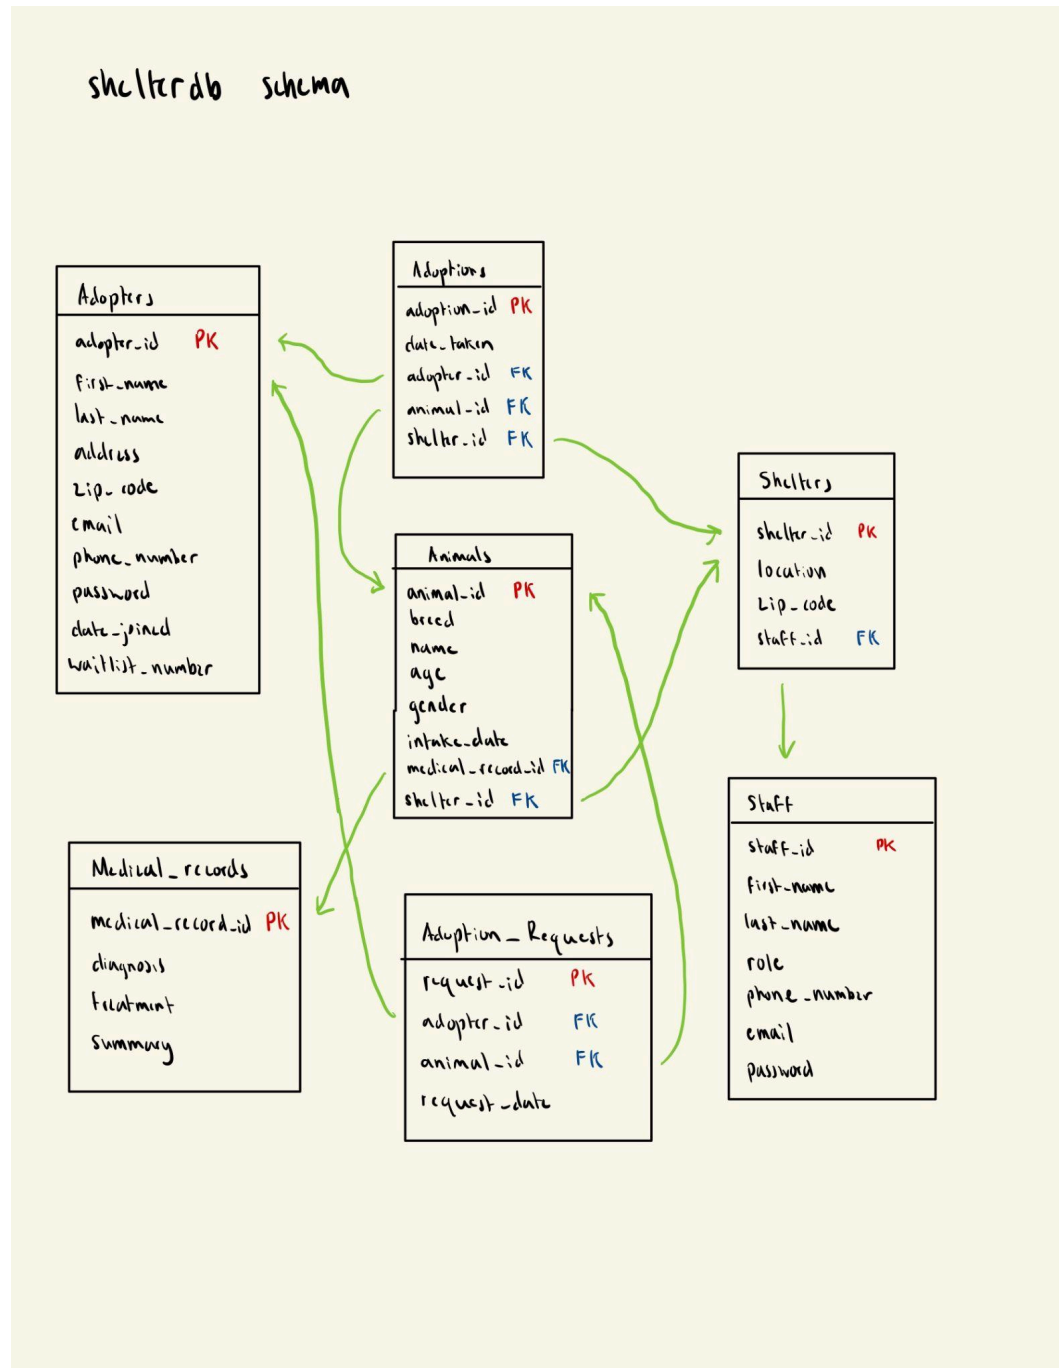 shelterdb schema
Adopters
adopter_id PK
first_name
last_name
address
zip_code
email
phone_number
password
date_joined
waitlist_number
Adoptions
adoption_id PK
date_taken
adopter_id FK
animal_id FK
shelter_id FK
Animals
animal_id PK
breed
name
age
gender
intake_date
medical_record_id FK
shelter_id FK
Shelters
shelter_id PK
location
zip_code
staff_id FK
Medical_records
medical_record_id PK
diagnosis
treatment
summary
Adoption_Requests
request_id PK
adopter_id FK
animal_id FK
request_date
Staff
staff_id PK
first_name
last_name
role
phone_number
email
password